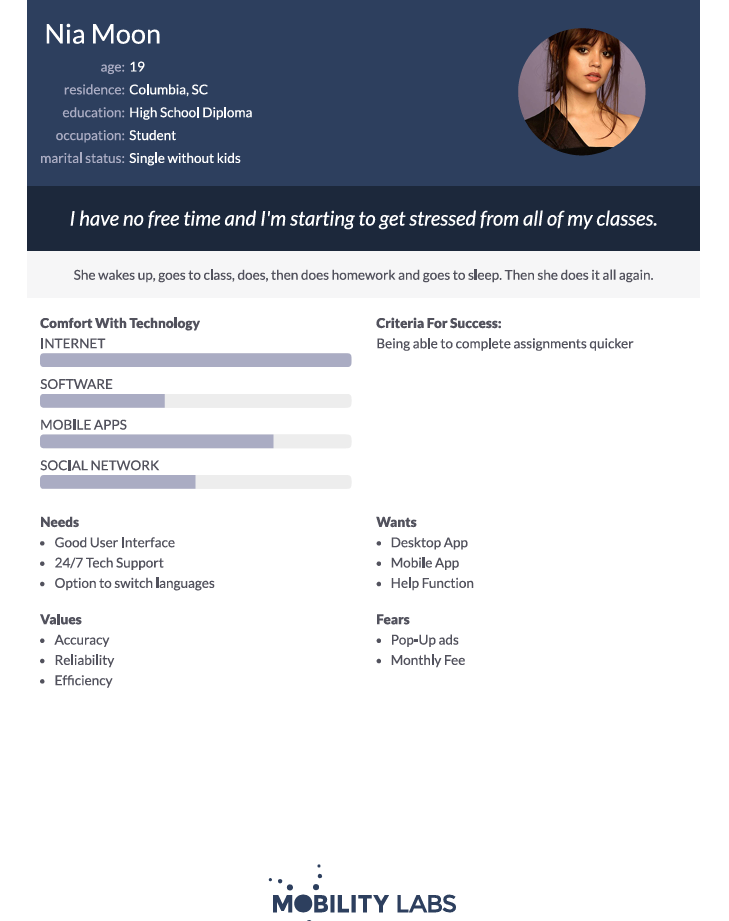 Nia Moon
age: 19
residence: Columbia, SC
education: High School Diploma
occupation: Student
marital status: Single without kids
I have no free time and I'm starting to get stressed from all of my classes.
She wakes up, goes to class, does, then does homework and goes to sleep. Then she does it all again.
Comfort With Technology
INTERNET
SOFTWARE
MOBILE APPS
SOCIAL NETWORK
Criteria For Success:
Being able to complete assignments quicker
Needs
• Good User Interface
• 24/7 Tech Support
• Option to switch languages
Wants
• Desktop App
• Mobile App
• Help Function
Values
• Accuracy
• Reliability
• Efficiency
Fears
• Pop-Up ads
• Monthly Fee
MOBILITY LABS